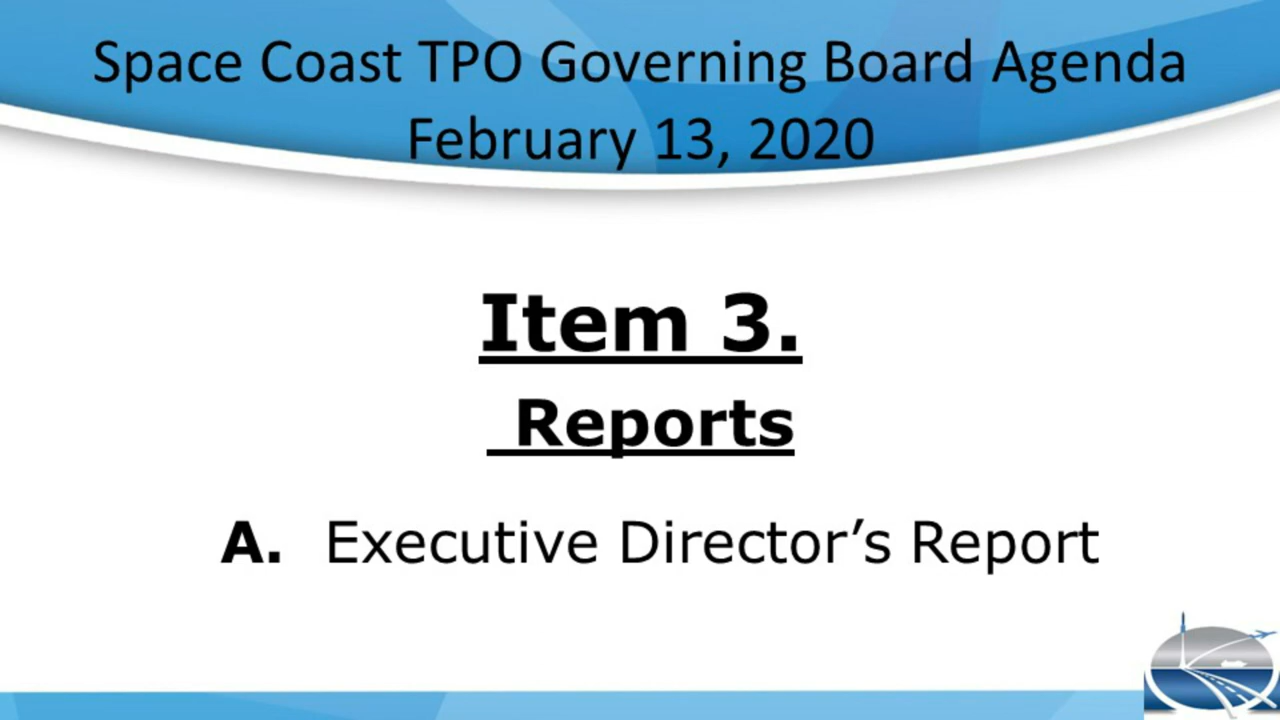 Space Coast TPO Governing Board Agenda
February 13, 2020
Item 3.
Reports
A. Executive Director’s Report